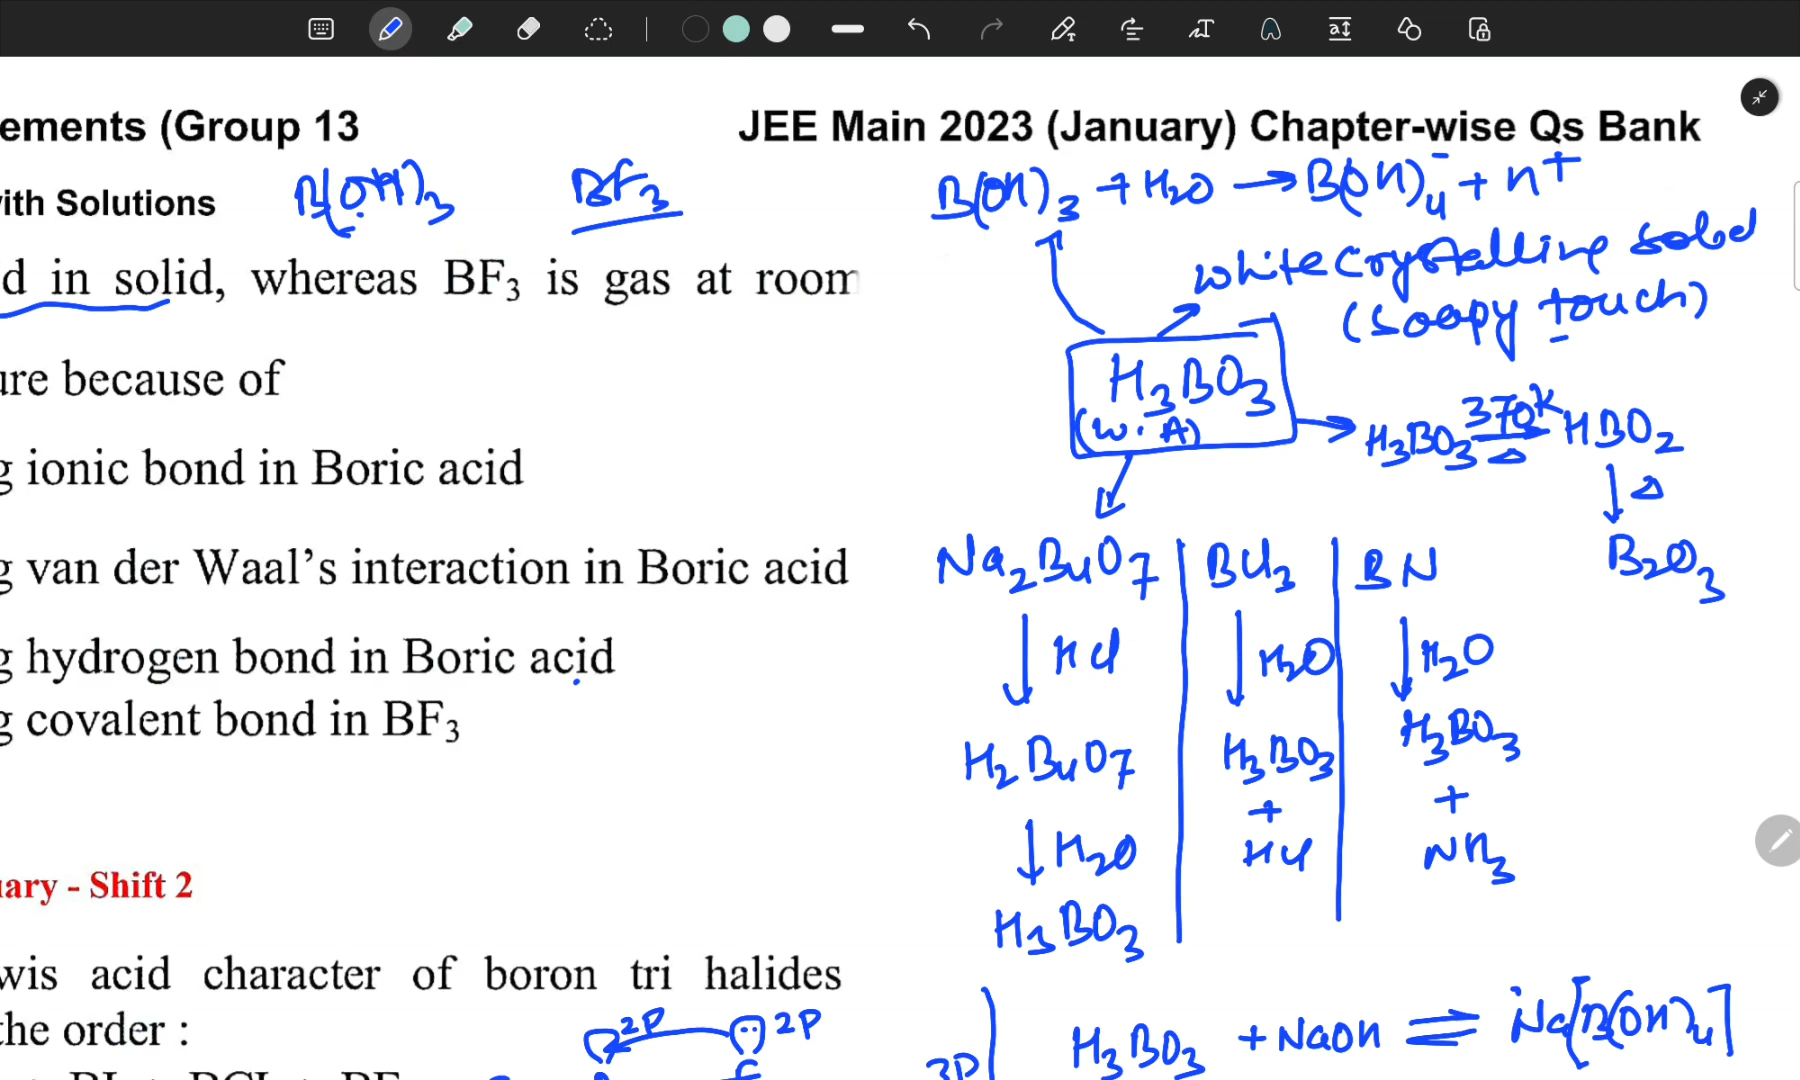 ements (Group 13
JEE Main 2023 (January) Chapter-wise Qs Bank
ith Solutions
B(OH)3
BF3
B(OH)3 + H2O → B(OH)4⁻ + H⁺
d in solid, whereas BF3 is gas at room
white crystalline solid
(soapy touch)
ure because of
H3BO3
(W.A)
H3BO3 370K Δ HBO2
g ionic bond in Boric acid
↓ Δ
B2O3
g van der Waal's interaction in Boric acid
Na2B4O7
BCl3
BN
g hydrogen bond in Boric acid
↓ HCl
↓ H2O
↓ H2O
g covalent bond in BF3
H2B4O7
H3BO3
H3BO3
+
+
↓ H2O
HCl
NH3
uary - Shift 2
H3BO3
wis acid character of boron tri halides
the order :
2P
2P
H3BO3 + NaOH ⇌ Na[B(OH)4]